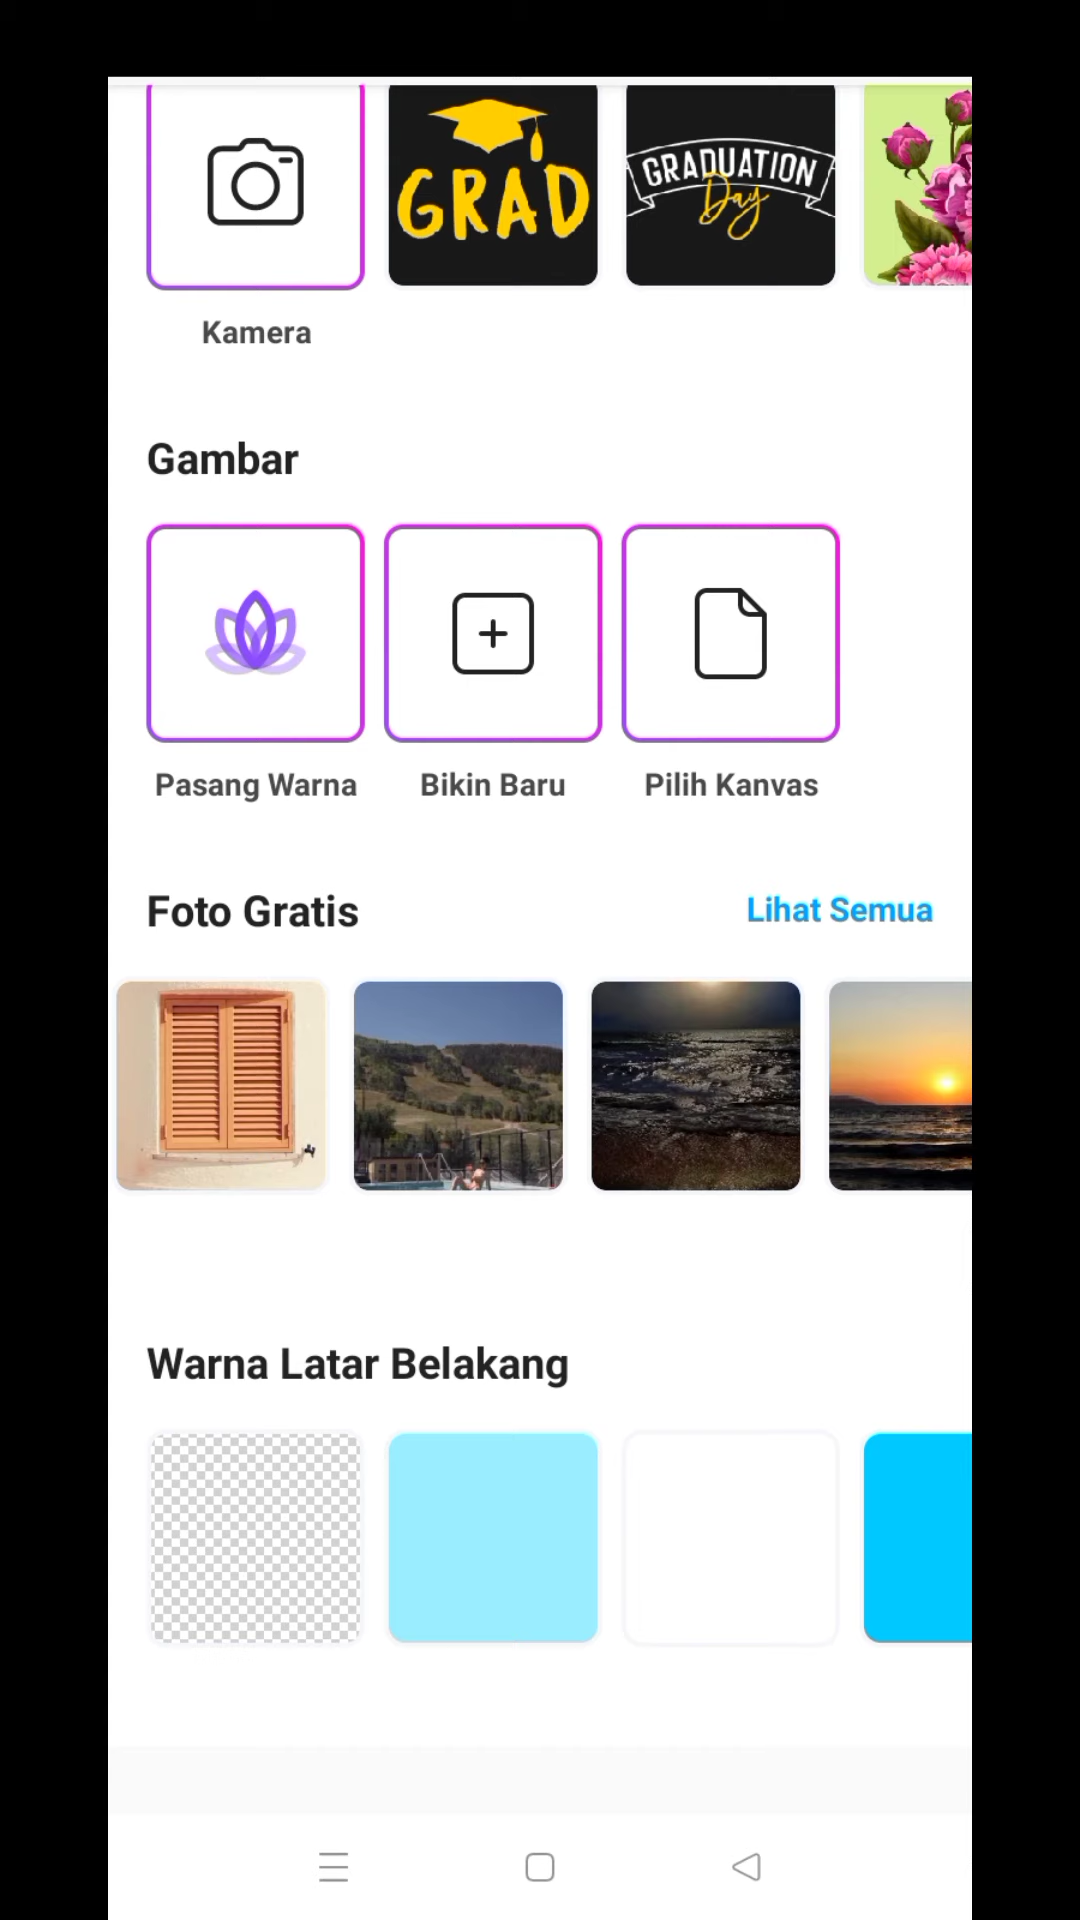 GRAD
GRADUATION
Day
Kamera
Gambar
Pasang Warna
Bikin Baru
Pilih Kanvas
Foto Gratis
Lihat Semua
Warna Latar Belakang